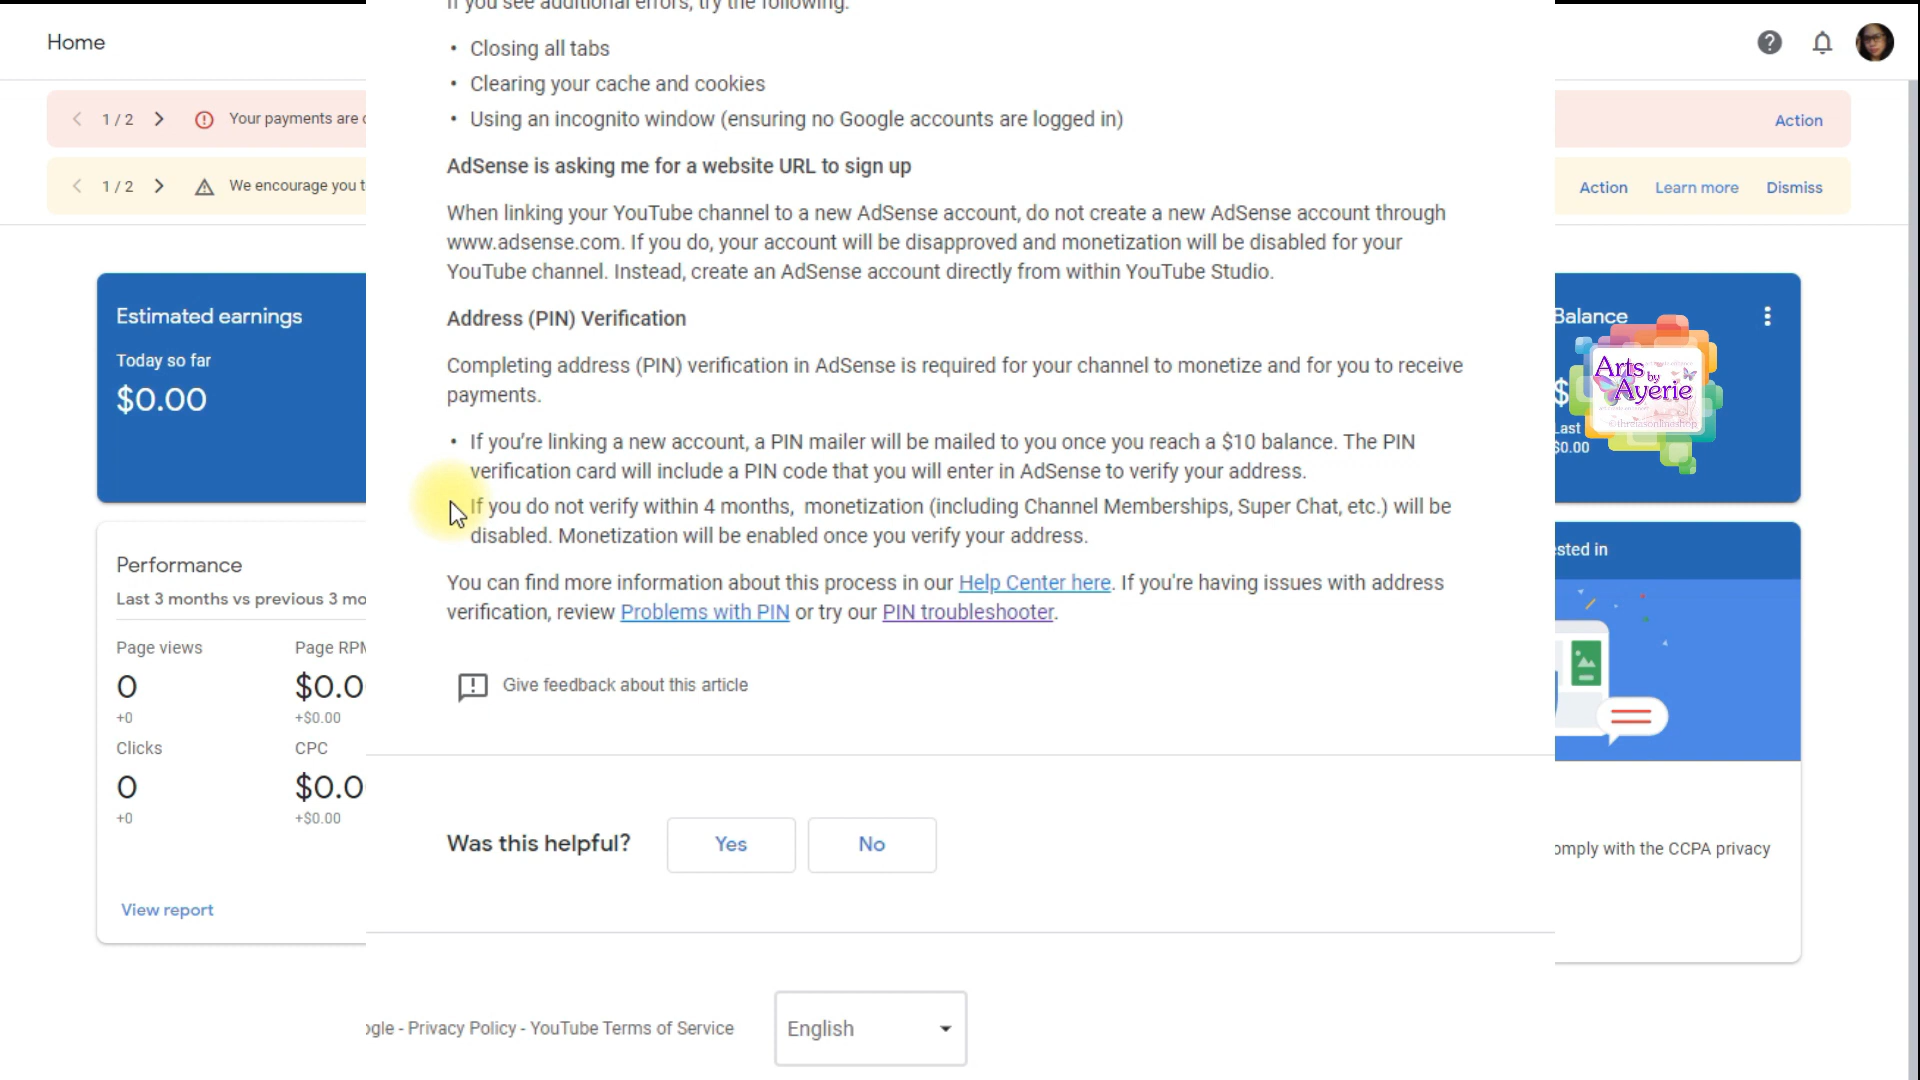 Home
1 / 2
Your payments are
Action
1 / 2
We encourage you t
Action
Learn more
Dismiss
Closing all tabs
Clearing your cache and cookies
Using an incognito window (ensuring no Google accounts are logged in)
AdSense is asking me for a website URL to sign up
When linking your YouTube channel to a new AdSense account, do not create a new AdSense account through
www.adsense.com. If you do, your account will be disapproved and monetization will be disabled for your
YouTube channel. Instead, create an AdSense account directly from within YouTube Studio.
Address (PIN) Verification
Completing address (PIN) verification in AdSense is required for your channel to monetize and for you to receive
payments.
If you're linking a new account, a PIN mailer will be mailed to you once you reach a $10 balance. The PIN
verification card will include a PIN code that you will enter in AdSense to verify your address.
If you do not verify within 4 months, monetization (including Channel Memberships, Super Chat, etc.) will be
disabled. Monetization will be enabled once you verify your address.
You can find more information about this process in our Help Center here. If you're having issues with address
verification, review Problems with PIN or try our PIN troubleshooter.
Give feedback about this article
Was this helpful?
Yes
No
ogle - Privacy Policy - YouTube Terms of Service
English
Estimated earnings
Today so far
$0.00
Performance
Last 3 months vs previous 3 mo
Page views
0
+0
Page RPM
$0.0
+$0.00
Clicks
0
+0
CPC
$0.0
+$0.00
View report
Balance
$
Last
$0.00
Arts
by
Ayerie
©threiasonlineshop
ested in
omply with the CCPA privacy